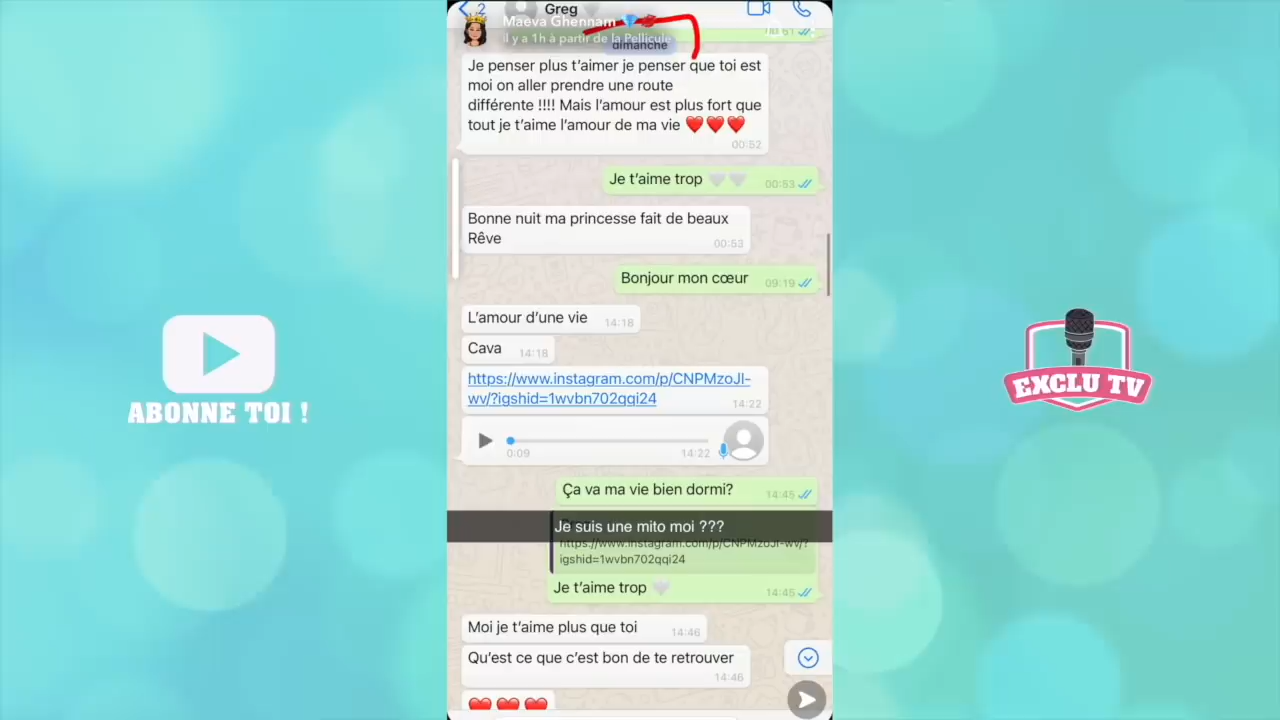 2
Greg
Maeva Ghennam
il y a 1h à partir de la Pellicule
dimanche
Je penser plus t'aimer je penser que toi est
moi on aller prendre une route
différente !!!! Mais l'amour est plus fort que
tout je t'aime l'amour de ma vie ❤️❤️❤️
00:52
Je t'aime trop 🤍🤍 00:53
Bonne nuit ma princesse fait de beaux
Rêve
00:53
Bonjour mon cœur 09:19
L'amour d'une vie 14:18
Cava 14:18
https://www.instagram.com/p/CNPMzoJI-
wv/?igshid=1wvbn702qqi24
14:22
0:09 14:22
Ça va ma vie bien dormi? 14:45
Je suis une mito moi ???
https://www.instagram.com/p/CNPMzoJI-wv/?
igshid=1wvbn702qqi24
Je t'aime trop 🤍 14:45
Moi je t'aime plus que toi 14:46
Qu'est ce que c'est bon de te retrouver
14:46
❤️❤️❤️
ABONNE TOI !
EXCLU TV